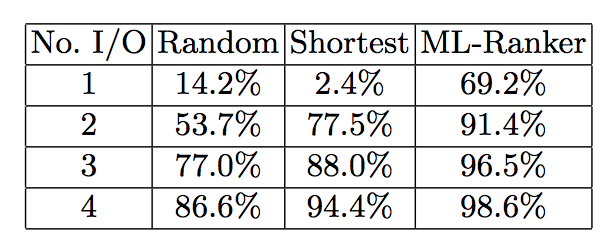 No. I/O Random Shortest ML-Ranker
1 14.2% 2.4% 69.2%
2 53.7% 77.5% 91.4%
3 77.0% 88.0% 96.5%
4 86.6% 94.4% 98.6%